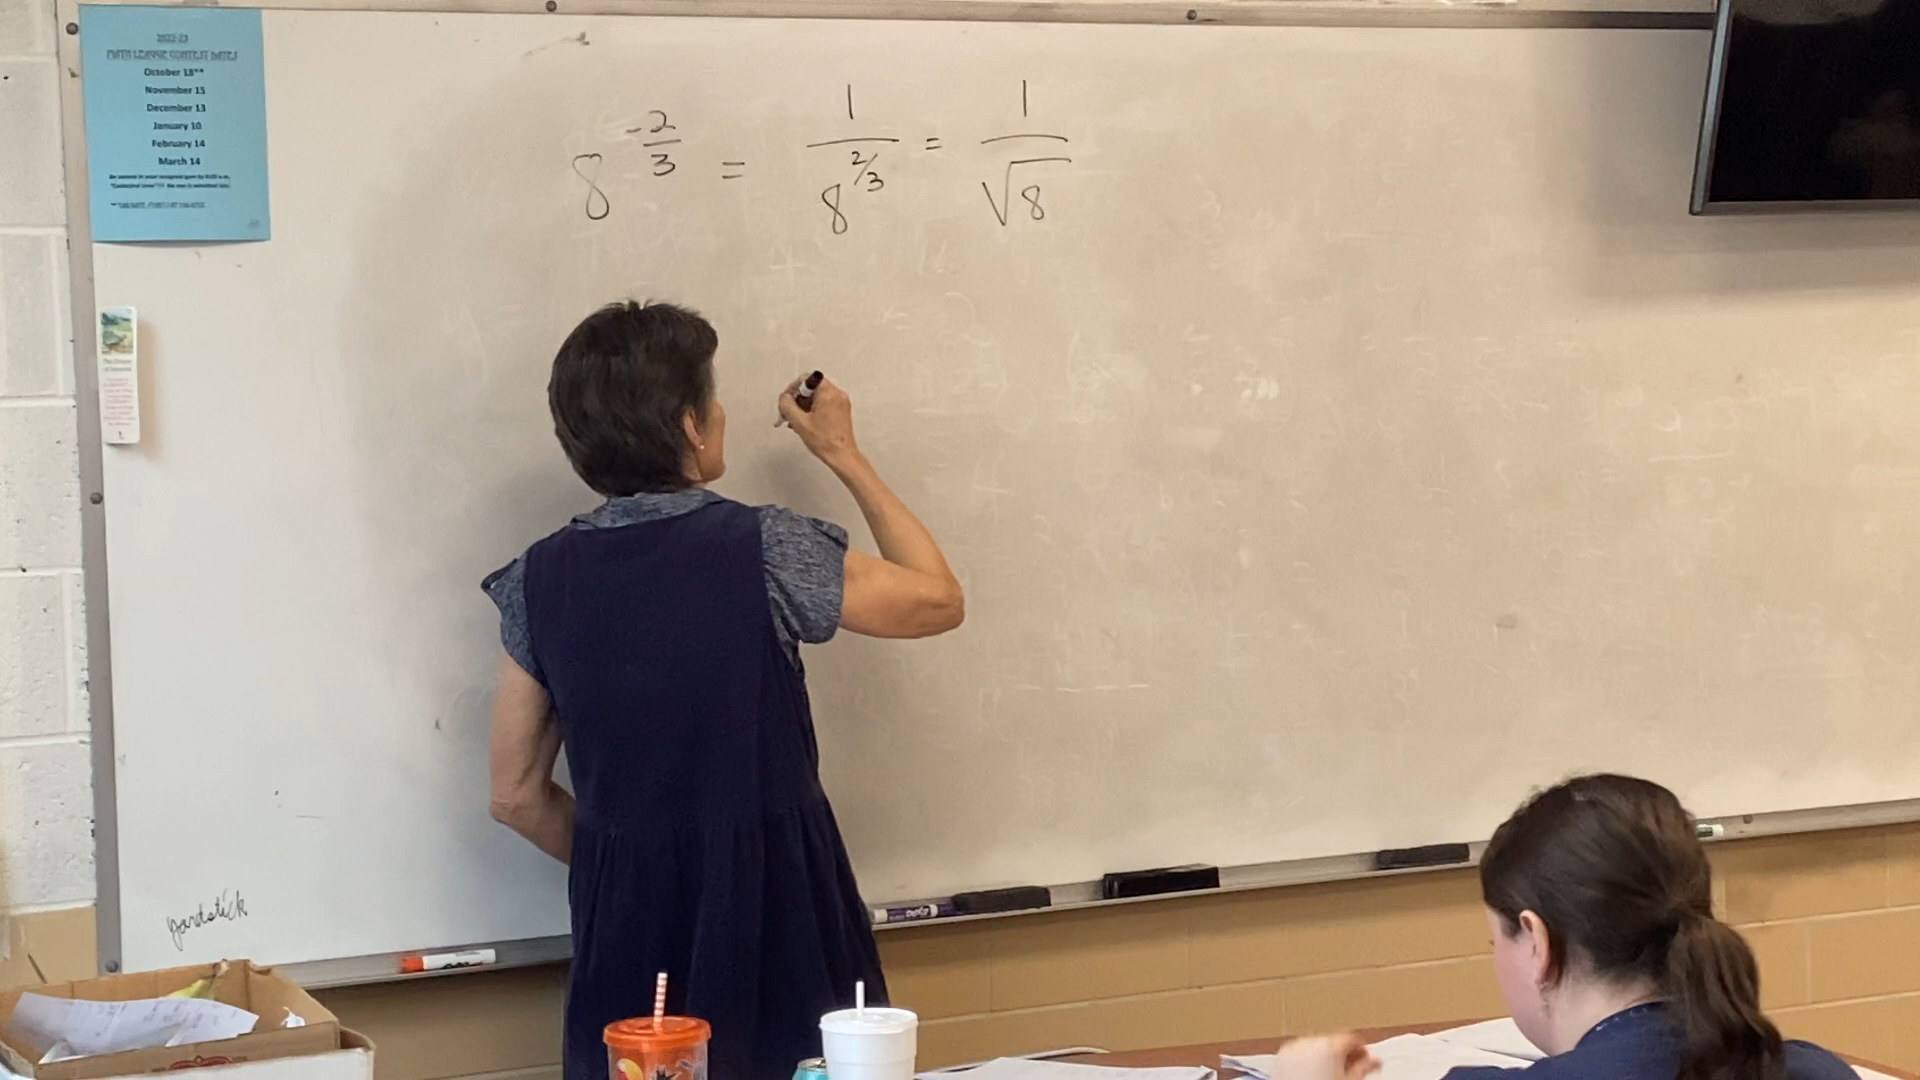 2022-23
MATH LEAGUE CONTEST DATES
October 18**
November 15
December 13
January 10
February 14
March 14
8^{-2/3} = 1/8^{2/3} = 1/√8
yardstick
EXPO